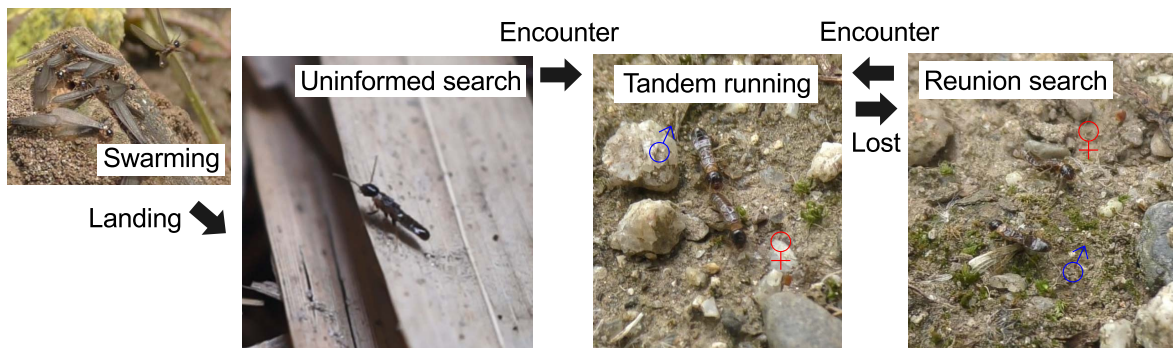 Swarming
Landing
Uninformed search
Encounter
Tandem running
♂
♀
Encounter
Lost
Reunion search
♀
♂